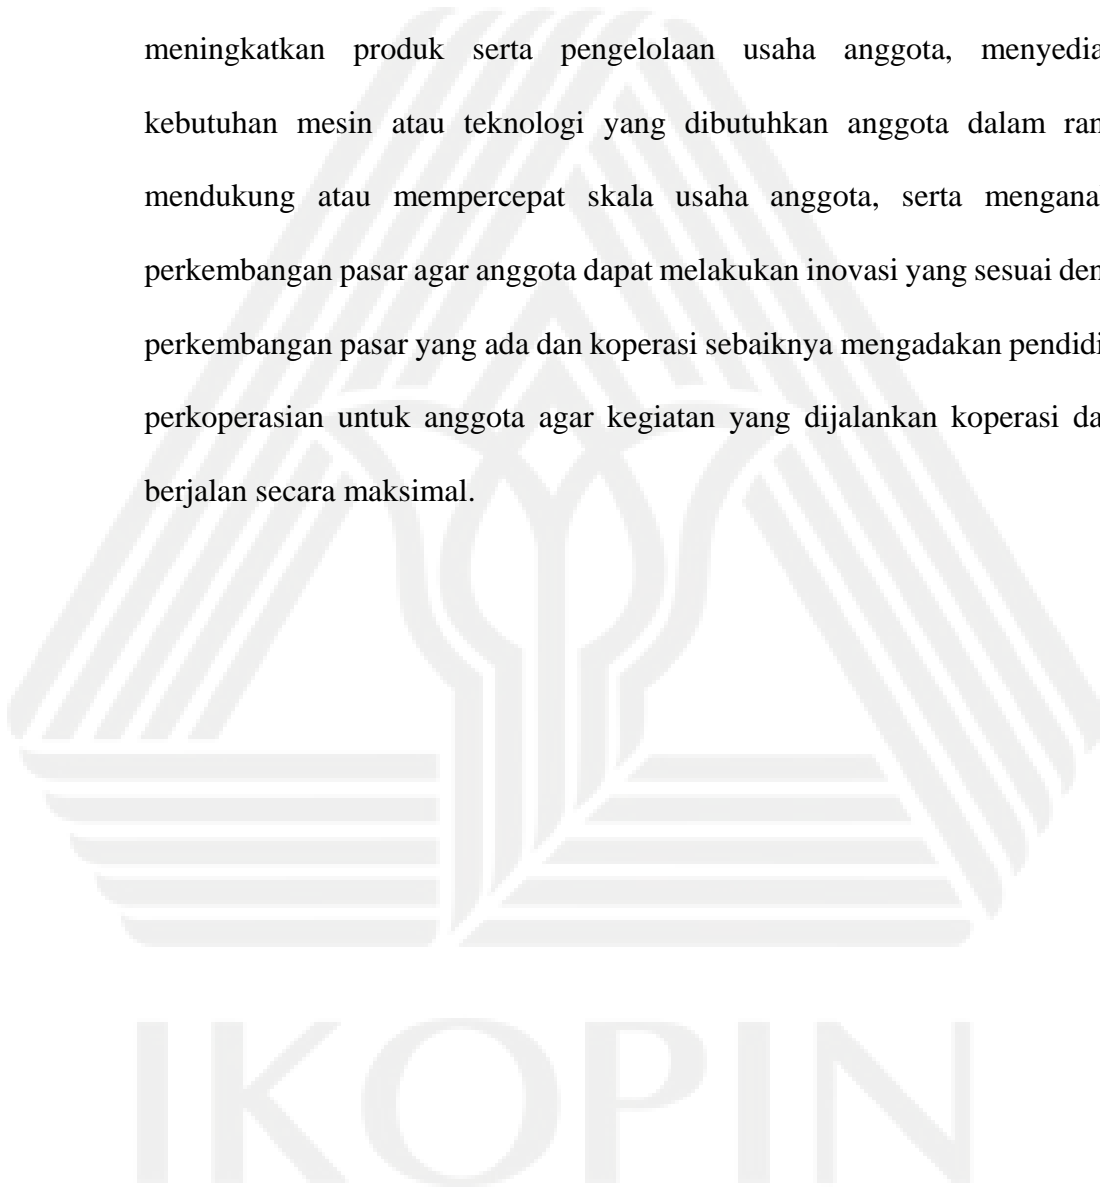 meningkatkan produk serta pengelolaan usaha anggota, menyedia
kebutuhan mesin atau teknologi yang dibutuhkan anggota dalam ran
mendukung atau mempercepat skala usaha anggota, serta mengana
perkembangan pasar agar anggota dapat melakukan inovasi yang sesuai den
perkembangan pasar yang ada dan koperasi sebaiknya mengadakan pendidi
perkoperasian untuk anggota agar kegiatan yang dijalankan koperasi da
berjalan secara maksimal.
IKOPIN